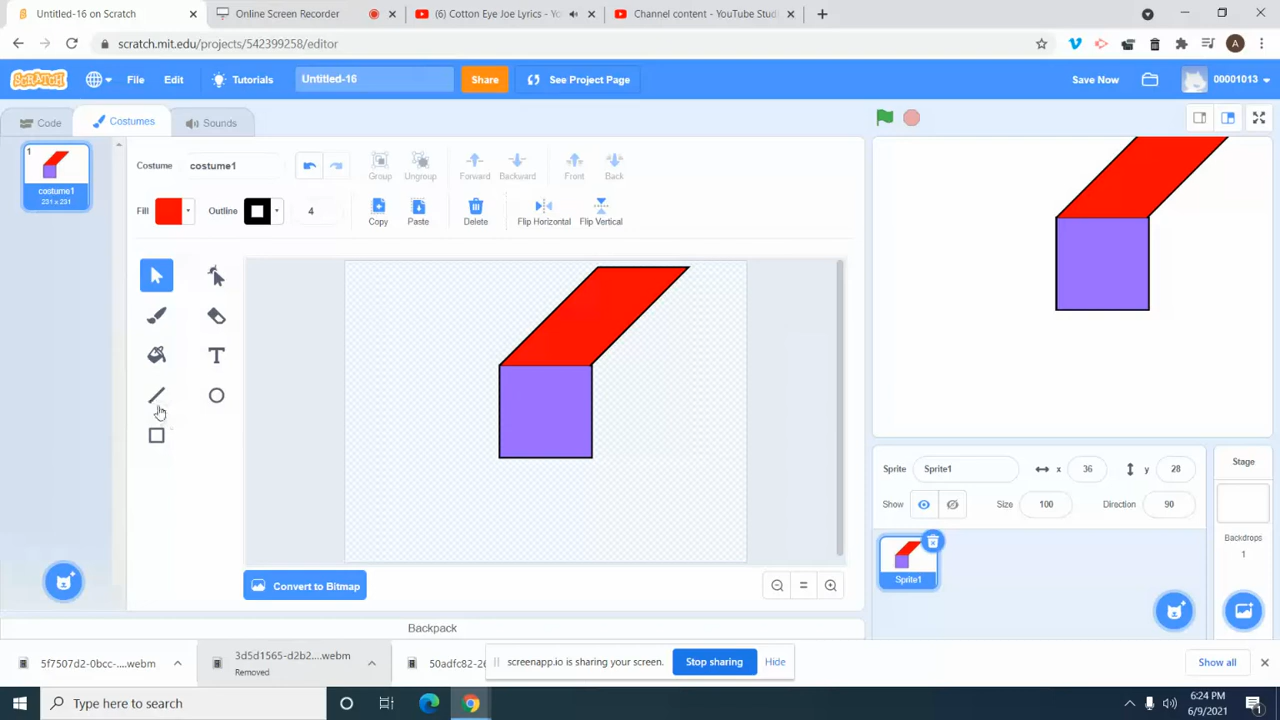 Untitled-16 on Scratch
Online Screen Recorder
(6) Cotton Eye Joe Lyrics - Yo
Channel content - YouTube Stud
scratch.mit.edu/projects/542399258/editor
A
SCRATCH
File
Edit
Tutorials
Untitled-16
Share
See Project Page
Save Now
00001013
Code
Costumes
Sounds
1
costume1
231 x 231
Costume
costume1
Group
Ungroup
Forward
Backward
Front
Back
Fill
Outline
4
Copy
Paste
Delete
Flip Horizontal
Flip Vertical
T
Convert to Bitmap
Backpack
Sprite
Sprite1
x
36
y
28
Show
Size
100
Direction
90
Sprite1
Stage
Backdrops
1
5f7507d2-0bcc-....webm
3d5d1565-d2b2....webm
Removed
50adfc82-26
screenapp.io is sharing your screen.
Stop sharing
Hide
Show all
Type here to search
6:24 PM
6/9/2021
1